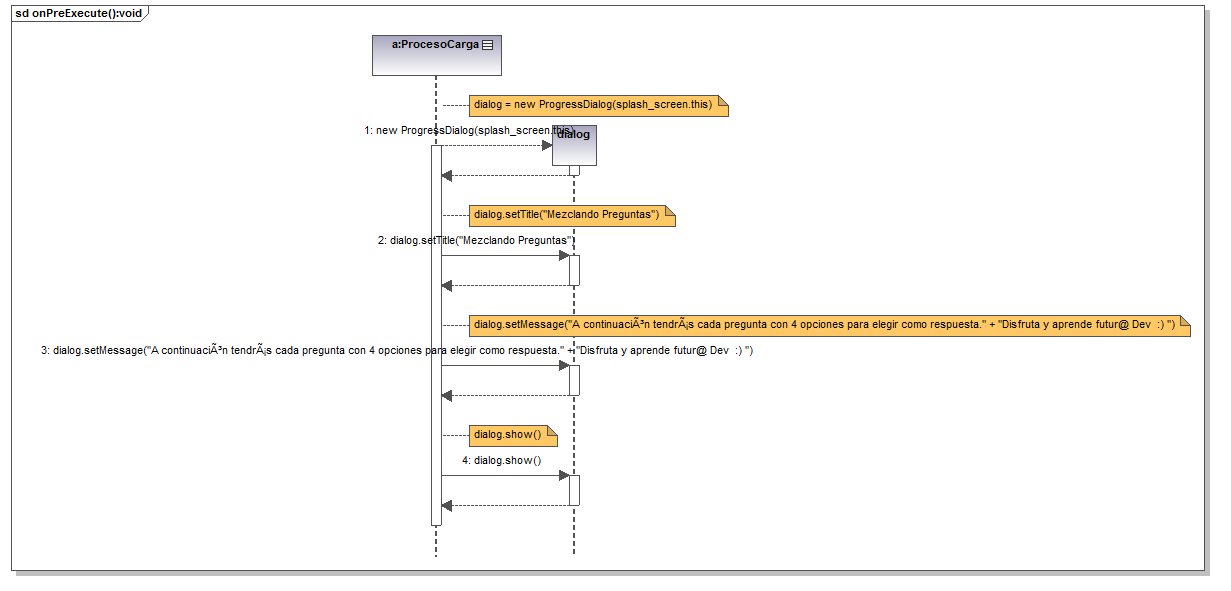 sd onPreExecute():void
a:ProcesoCarga
dialog = new ProgressDialog(splash_screen.this)
1: new ProgressDialog(splash_screen.this)
dialog
dialog.setTitle("Mezclando Preguntas")
2: dialog.setTitle("Mezclando Preguntas")
dialog.setMessage("A continuaciÃ³n tendrÃ¡s cada pregunta con 4 opciones para elegir como respuesta." + "Disfruta y aprende futur@ Dev  :) ")
3: dialog.setMessage("A continuaciÃ³n tendrÃ¡s cada pregunta con 4 opciones para elegir como respuesta." + "Disfruta y aprende futur@ Dev  :) ")
dialog.show()
4: dialog.show()